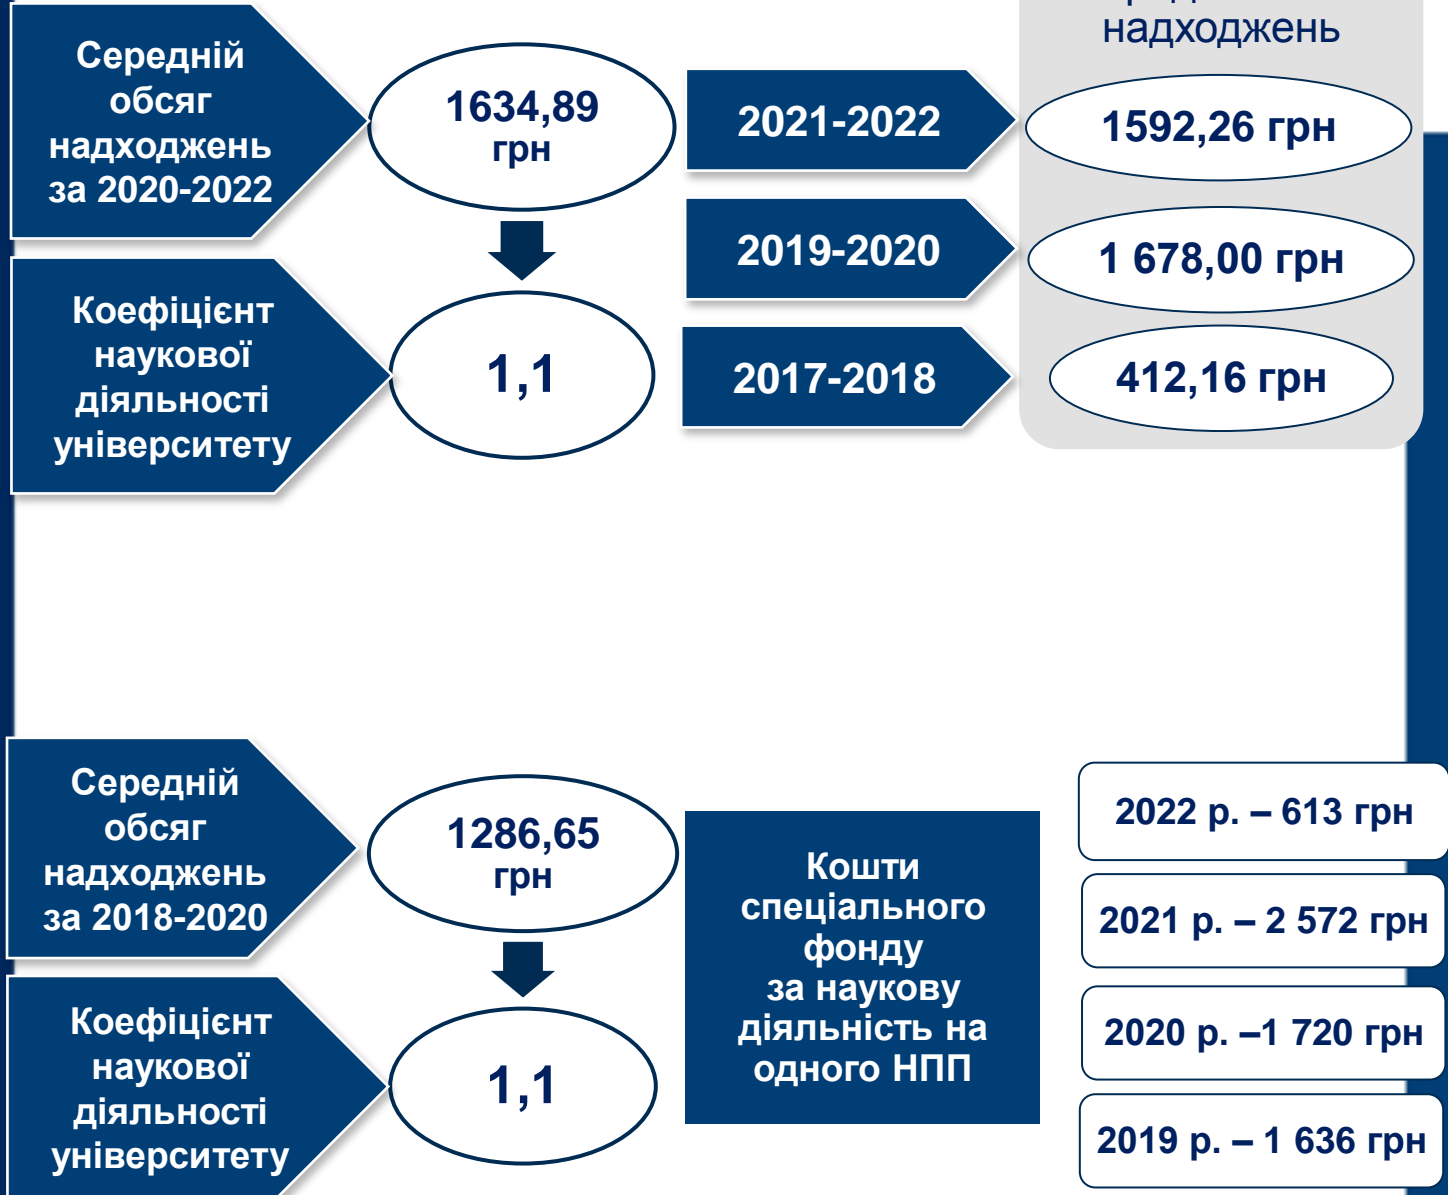 надходжень
Середній
обсяг
надходжень
за 2020-2022
1634,89
грн
2021-2022
1592,26 грн
2019-2020
1 678,00 грн
Коефіцієнт
наукової
діяльності
університету
1,1
2017-2018
412,16 грн
Середній
обсяг
надходжень
за 2018-2020
1286,65
грн
Коефіцієнт
наукової
діяльності
університету
1,1
Кошти
спеціального
фонду
за наукову
діяльність на
одного НПП
2022 р. – 613 грн
2021 р. – 2 572 грн
2020 р. –1 720 грн
2019 р. – 1 636 грн